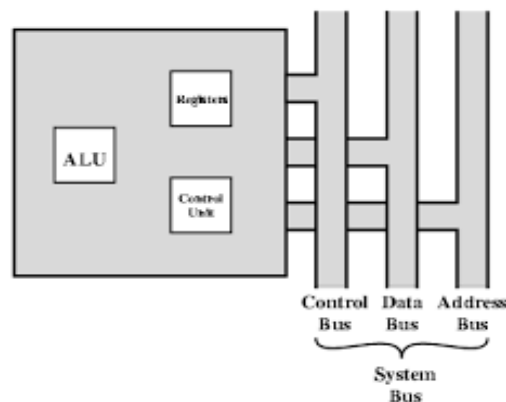 Registers
ALU
Control
Unit
Control Data Address
Bus Bus Bus
System
Bus